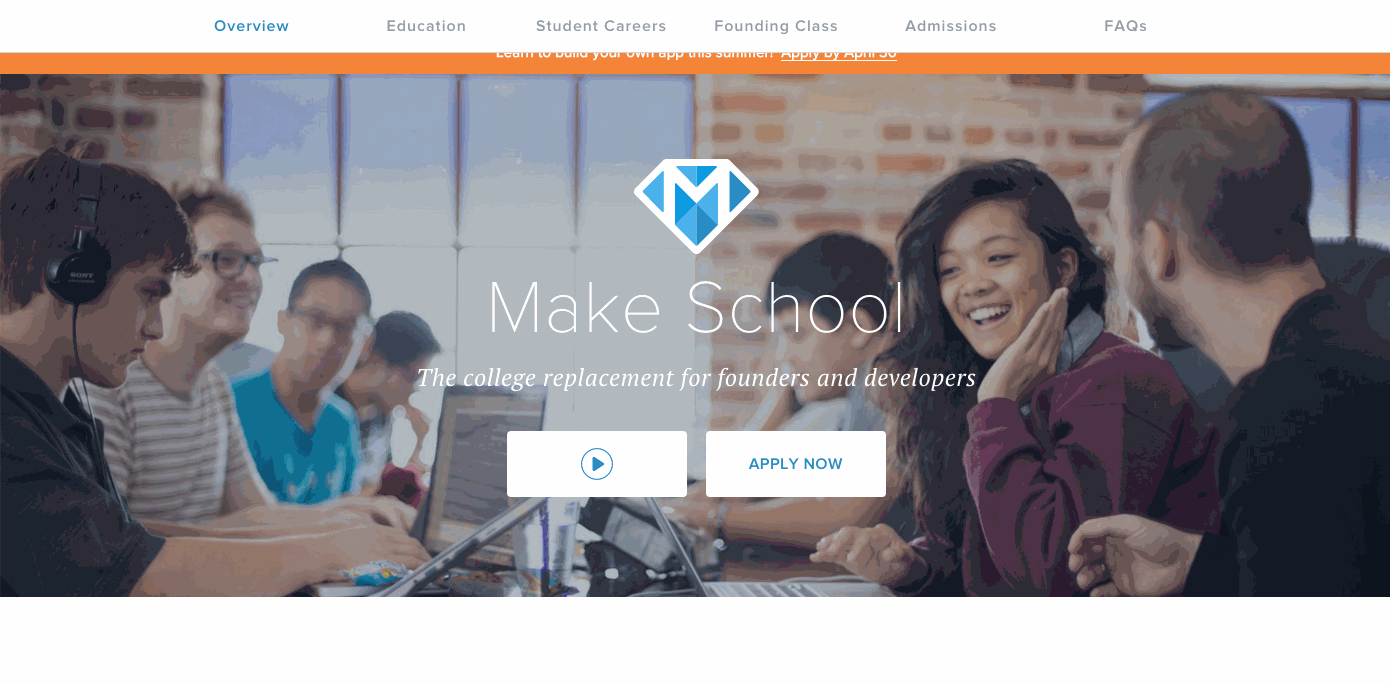 Overview Education Student Careers Founding Class Admissions FAQs
Learn to build your own app this summer! Apply by April 30
SONY
Make School
The college replacement for founders and developers
APPLY NOW